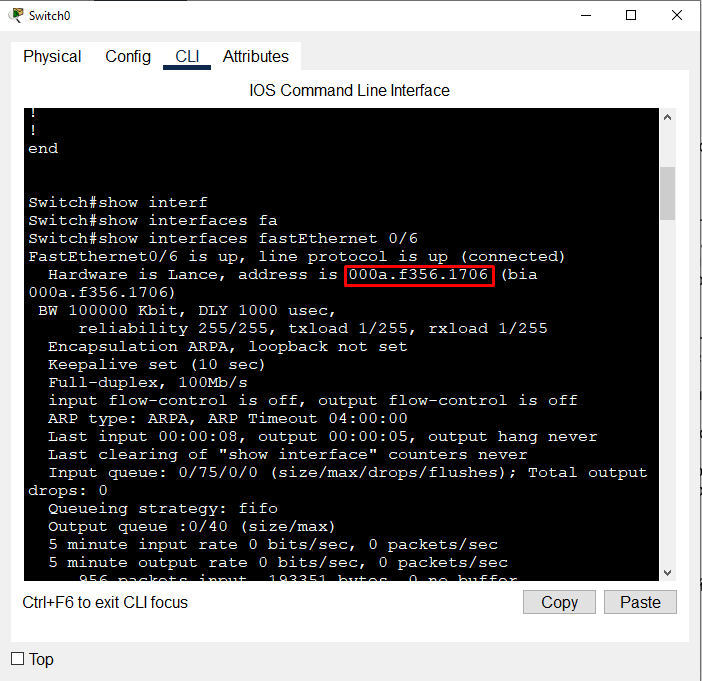 Switch0
Physical Config CLI Attributes
IOS Command Line Interface
!
!
end
Switch#show interf
Switch#show interfaces fa
Switch#show interfaces fastEthernet 0/6
FastEthernet0/6 is up, line protocol is up (connected)
Hardware is Lance, address is 000a.f356.1706 (bia
000a.f356.1706)
BW 100000 Kbit, DLY 1000 usec,
reliability 255/255, txload 1/255, rxload 1/255
Encapsulation ARPA, loopback not set
Keepalive set (10 sec)
Full-duplex, 100Mb/s
input flow-control is off, output flow-control is off
ARP type: ARPA, ARP Timeout 04:00:00
Last input 00:00:08, output 00:00:05, output hang never
Last clearing of "show interface" counters never
Input queue: 0/75/0/0 (size/max/drops/flushes); Total output
drops: 0
Queueing strategy: fifo
Output queue :0/40 (size/max)
5 minute input rate 0 bits/sec, 0 packets/sec
5 minute output rate 0 bits/sec, 0 packets/sec
956 packets input, 193351 bytes, 0 no buffer
Ctrl+F6 to exit CLI focus
Copy Paste
Top